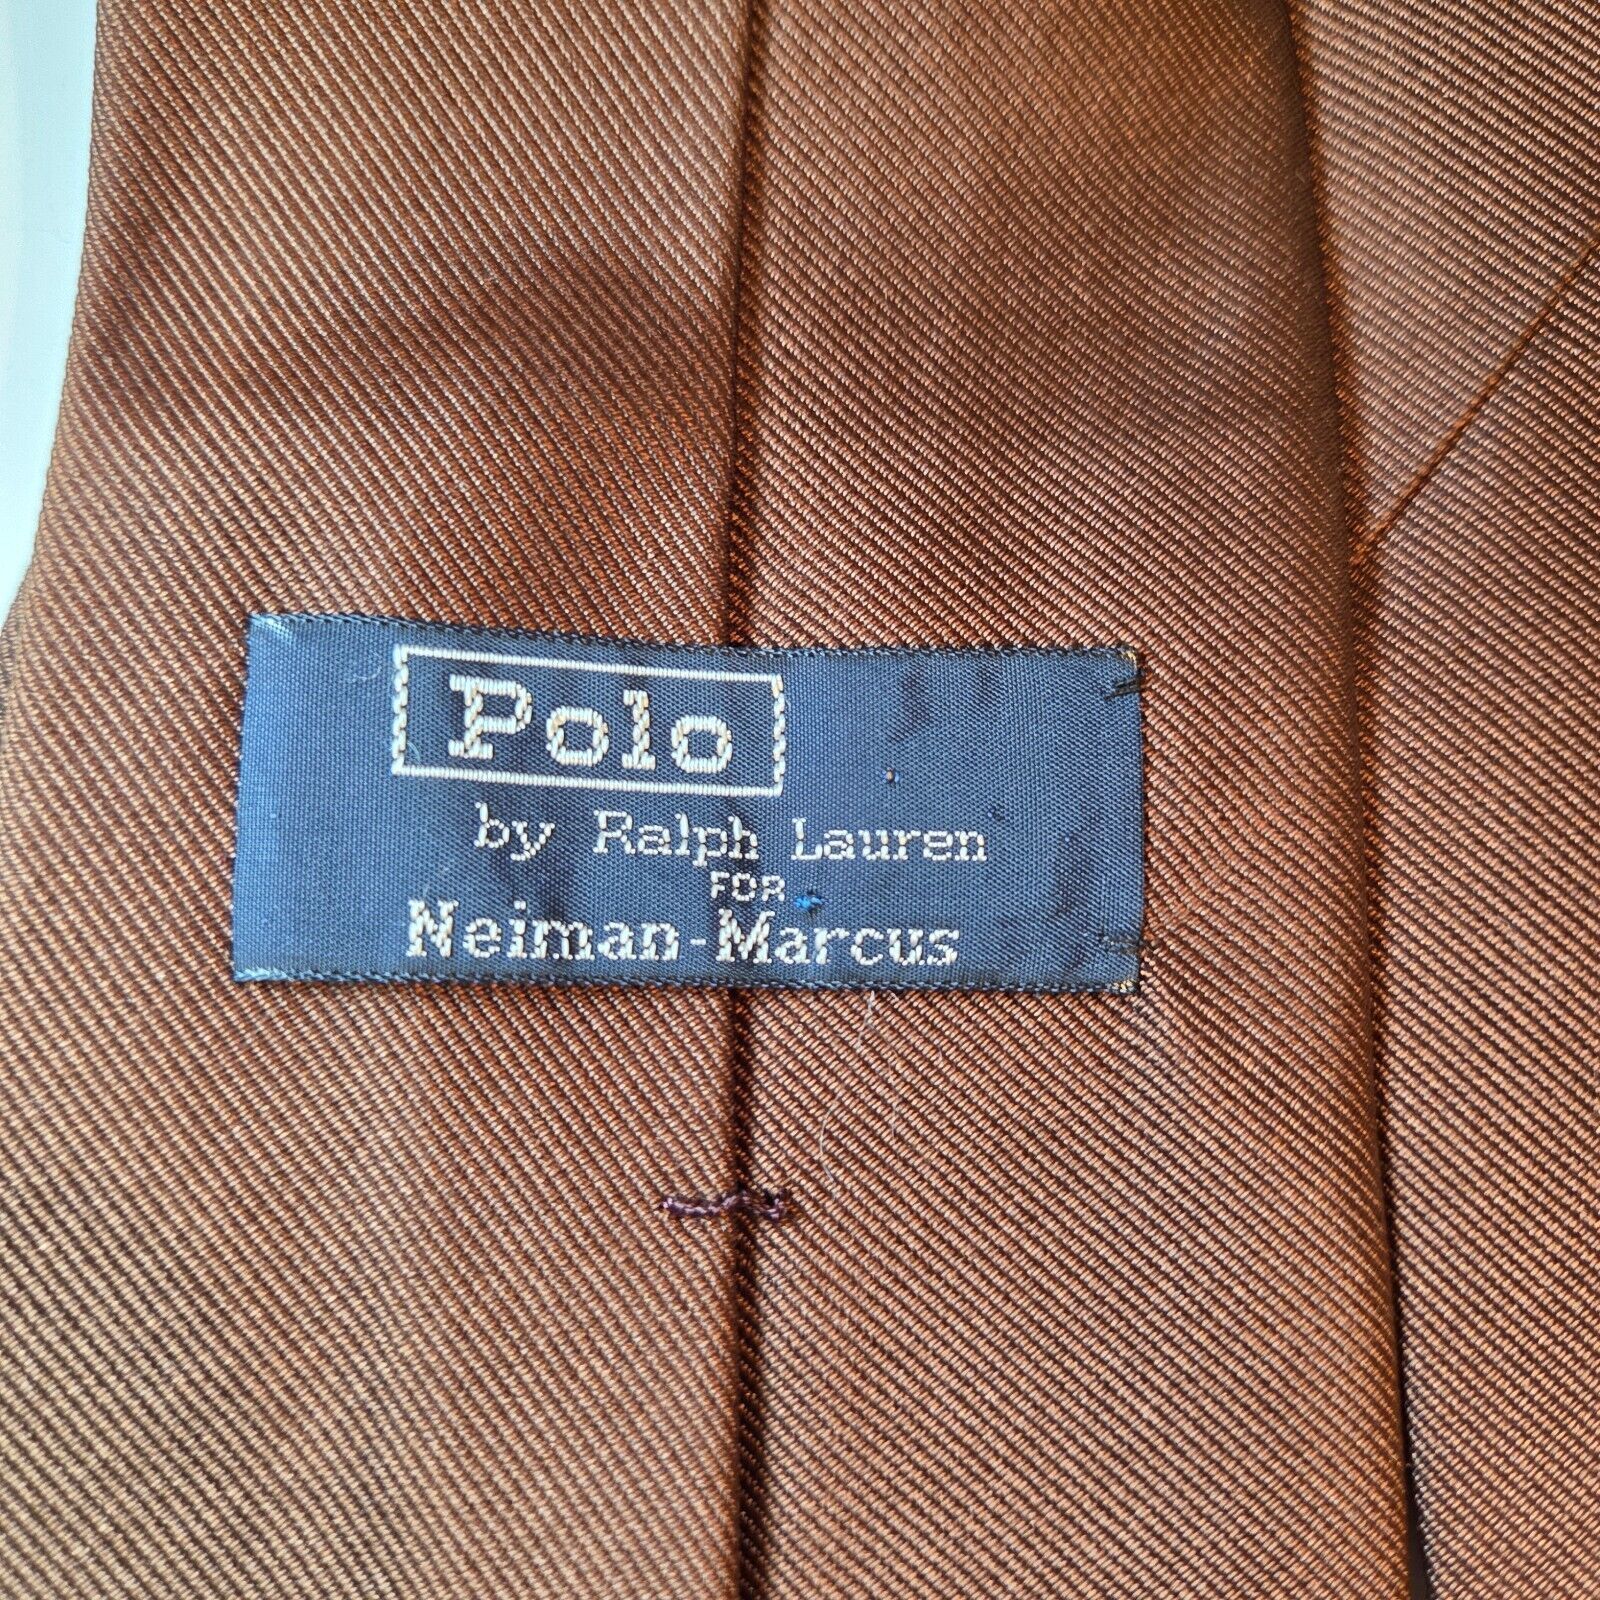 Polo
by Ralph Lauren
FOR
Neiman-Marcus